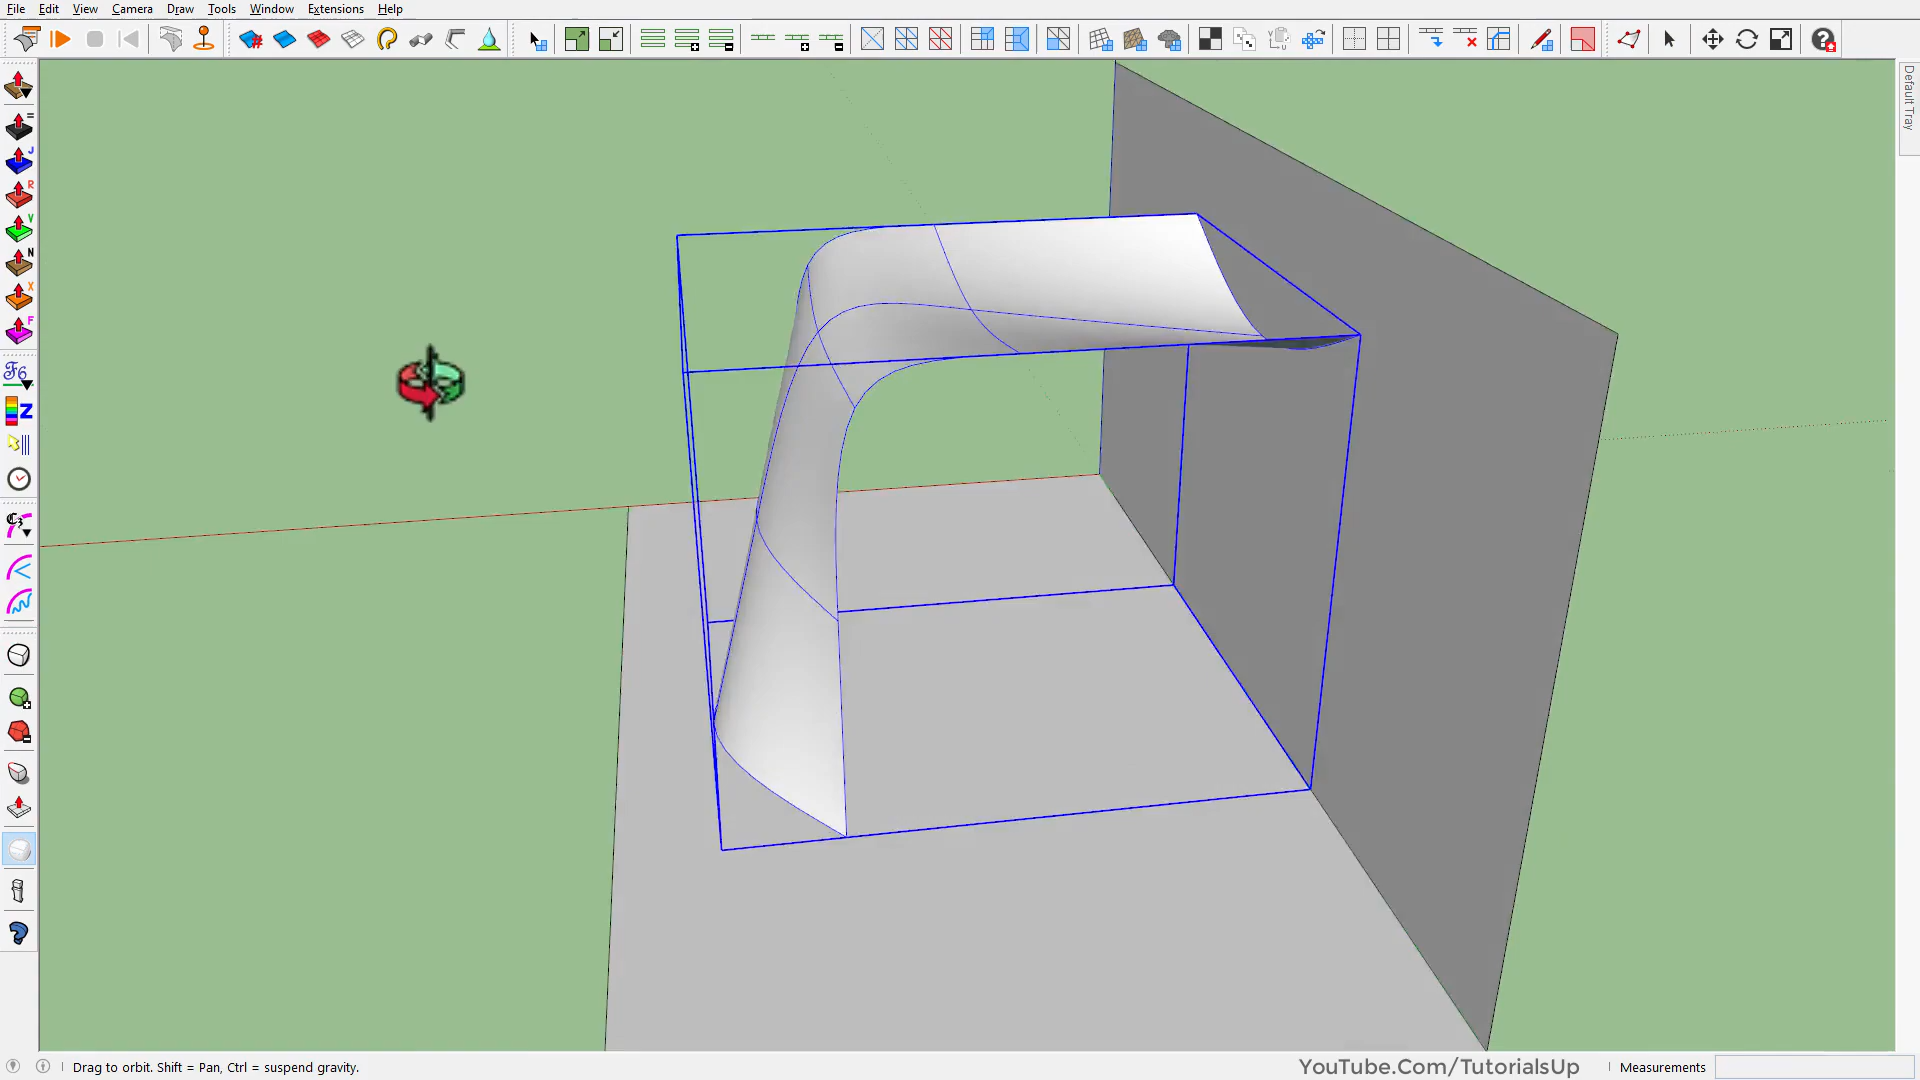 File Edit View Camera Draw Tools Window Extensions Help
Default Tray
J
R
V
N
X
F
F6
Z
Drag to orbit. Shift = Pan, Ctrl = suspend gravity.
YouTube.Com/TutorialsUp
Measurements